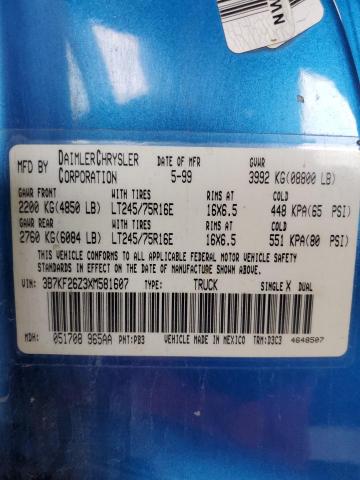 MFD BY DAIMLERCHRYSLER CORPORATION DATE OF MFR 5-99 GVWR 3992 KG(08800 LB)
GAWR FRONT WITH TIRES RIMS AT COLD
2200 KG(4850 LB) LT245/75R16E 16X6.5 448 KPA(65 PSI)
GAWR REAR WITH TIRES RIMS AT COLD
2760 KG(6084 LB) LT245/75R16E 16X6.5 551 KPA(80 PSI)
THIS VEHICLE CONFORMS TO ALL APPLICABLE FEDERAL MOTOR VEHICLE SAFETY
STANDARDS IN EFFECT ON THE DATE OF MANUFACTURE SHOWN ABOVE.
VIN: 3B7KF26Z3XM581607 TYPE: TRUCK SINGLE X DUAL
MDH: 051708 965AA PNT:PB3 VEHICLE MADE IN MEXICO TRM:D3C3 4648507